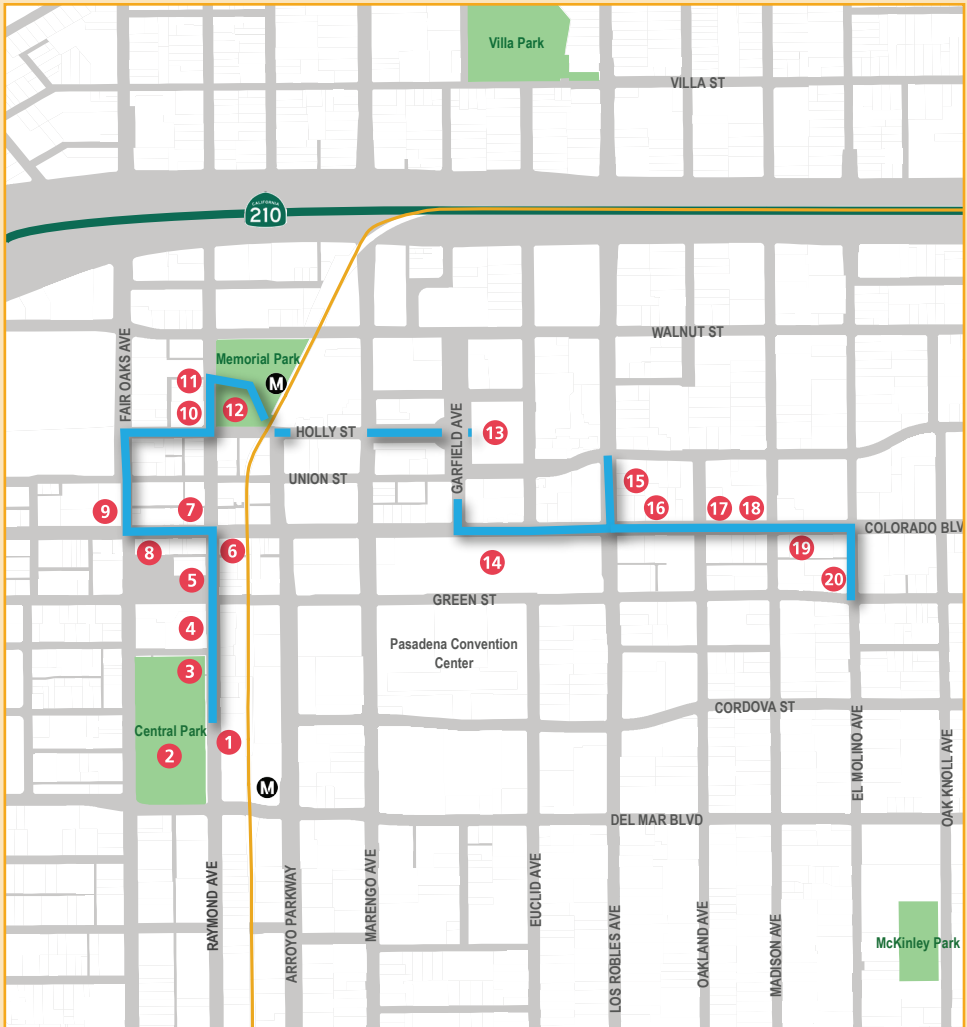 Villa Park
VILLA ST
CALIFORNIA
210
WALNUT ST
FAIR OAKS AVE
Memorial Park
M
11
10
12
HOLLY ST
GARFIELD AVE
13
UNION ST
15
16
17
18
9
7
COLORADO BLV
8
6
5
14
19
20
GREEN ST
4
Pasadena Convention
Center
3
CORDOVA ST
Central Park
1
2
M
EL MOLINO AVE
OAK KNOLL AVE
DEL MAR BLVD
RAYMOND AVE
ARROYO PARKWAY
MARENGO AVE
EUCLID AVE
LOS ROBLES AVE
OAKLAND AVE
MADISON AVE
McKinley Park